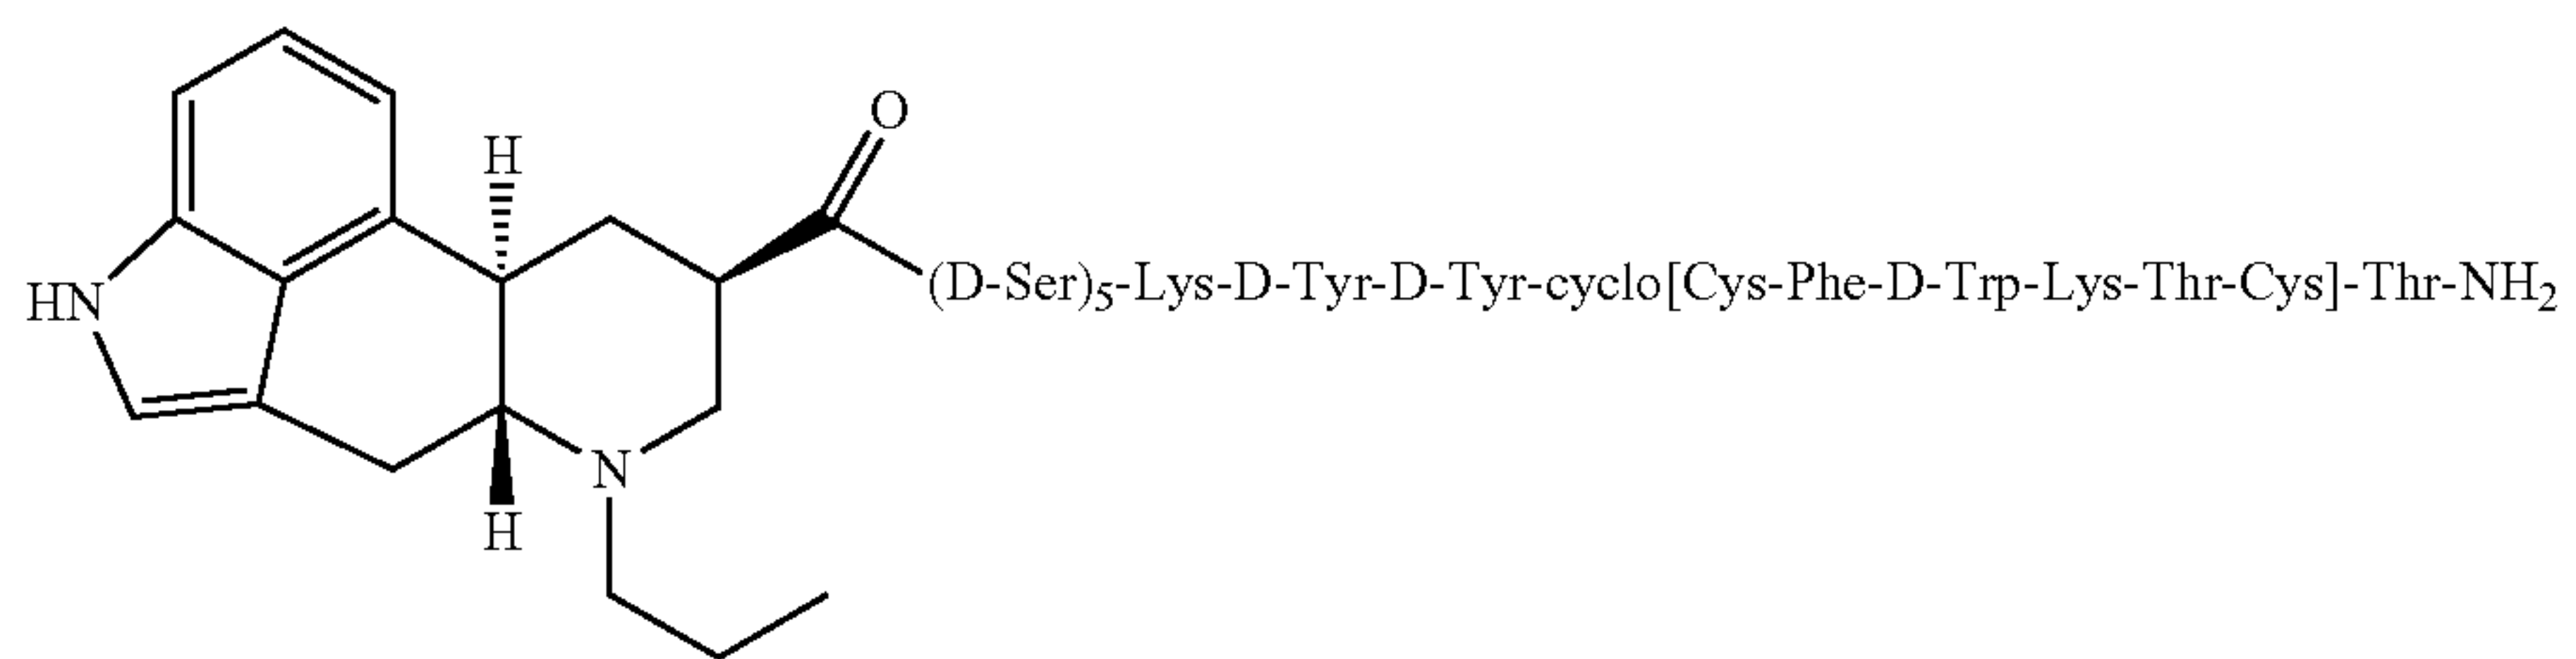 O
H
(D-Ser)5-Lys-D-Tyr-D-Tyr-cyclo[Cys-Phe-D-Trp-Lys-Thr-Cys]-Thr-NH2
HN
N
H